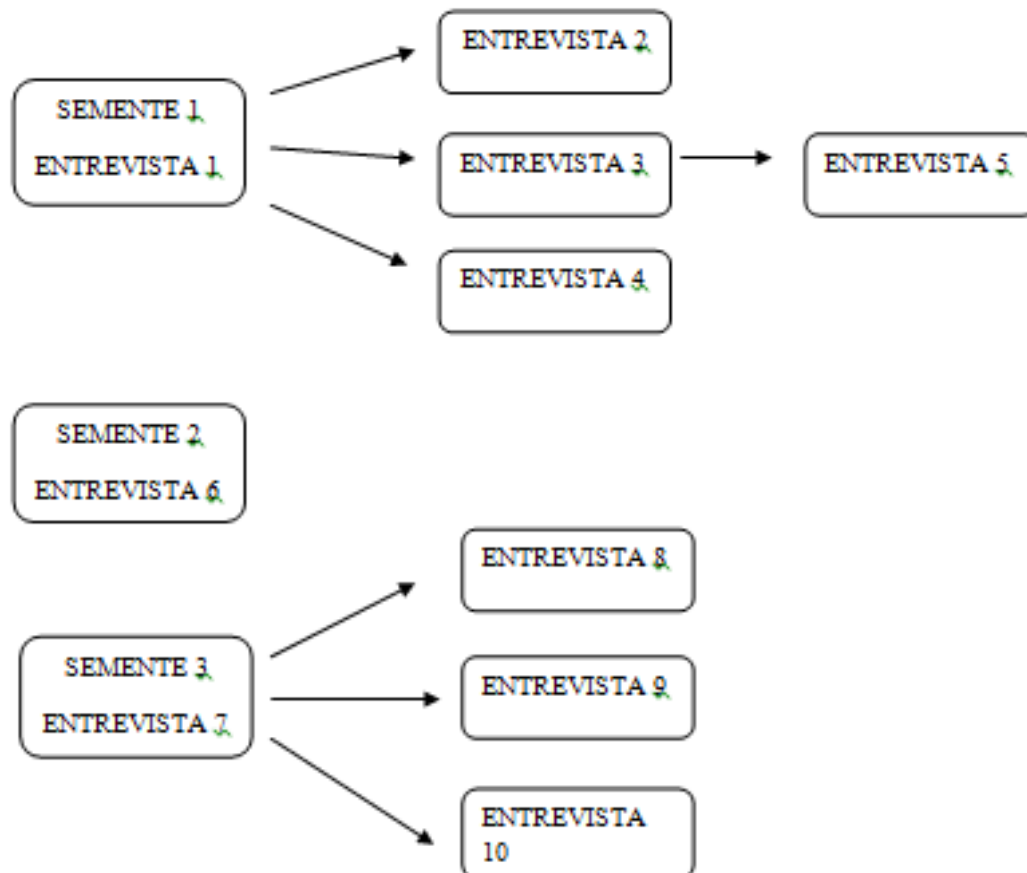 ENTREVISTA 2
SEMENTE 1
ENTREVISTA 1
ENTREVISTA 3
ENTREVISTA 5
ENTREVISTA 4
SEMENTE 2
ENTREVISTA 6
ENTREVISTA 8
SEMENTE 3
ENTREVISTA 7
ENTREVISTA 9
ENTREVISTA
10